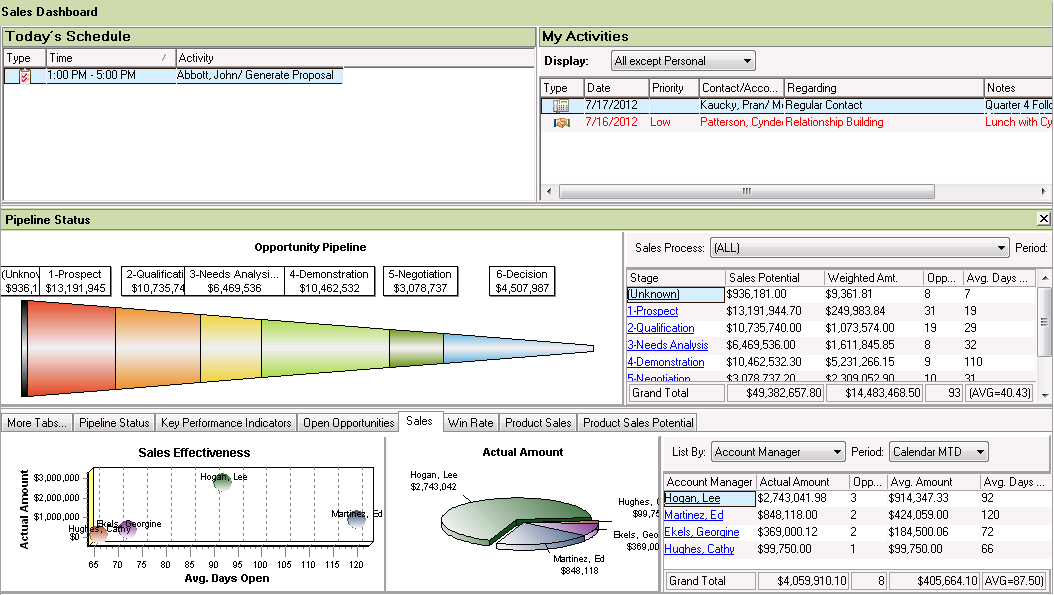 Sales Dashboard
Today's Schedule
Type Time Activity
1:00 PM - 5:00 PM Abbott, John/ Generate Proposal
My Activities
Display: All except Personal
Type Date Priority Contact/Acco... Regarding Notes
7/17/2012 Kaucky, Pran/ M Regular Contact Quarter 4 Follo
7/16/2012 Low Patterson, Cynde Relationship Building Lunch with Cy
Pipeline Status
Opportunity Pipeline
(Unknow 1-Prospect 2-Qualificati 3-Needs Analysi... 4-Demonstration 5-Negotiation 6-Decision
$936,1 $13,191,945 $10,735,74 $6,469,536 $10,462,532 $3,078,737 $4,507,987
Sales Process: (ALL) Period:
Stage Sales Potential Weighted Amt. Opp... Avg. Days ...
(Unknown) $936,181.00 $9,361.81 8 7
1-Prospect $13,191,944.70 $249,983.84 31 19
2-Qualification $10,735,740.00 $1,073,574.00 19 29
3-Needs Analysis $6,469,536.00 $1,611,845.85 8 32
4-Demonstration $10,462,532.30 $5,231,266.15 9 110
5-Negotiation $3,078,737.20 $2,309,052.90 10 31
Grand Total $49,382,657.80 $14,483,468.50 93 (AVG=40.43)
More Tabs... Pipeline Status Key Performance Indicators Open Opportunities Sales Win Rate Product Sales Product Sales Potential
Sales Effectiveness
Actual Amount
$3,000,000
$2,000,000
$1,000,000
$0
Hogan, Lee
Martinez, Ed
Ekels, Georgine
Hughes, Cathy
65 70 75 80 85 90 95 100 105 110 115 120
Avg. Days Open
Actual Amount
Hogan, Lee
$2,743,042
Hughes, C
$99,75
Ekels, Geo
$369,00
Martinez, Ed
$848,118
List By: Account Manager Period: Calendar MTD
Account Manager Actual Amount Opp... Avg. Amount Avg. Days ...
Hogan, Lee $2,743,041.98 3 $914,347.33 92
Martinez, Ed $848,118.00 2 $424,059.00 120
Ekels, Georgine $369,000.12 2 $184,500.06 72
Hughes, Cathy $99,750.00 1 $99,750.00 66
Grand Total $4,059,910.10 8 $405,664.10 AVG=87.50)